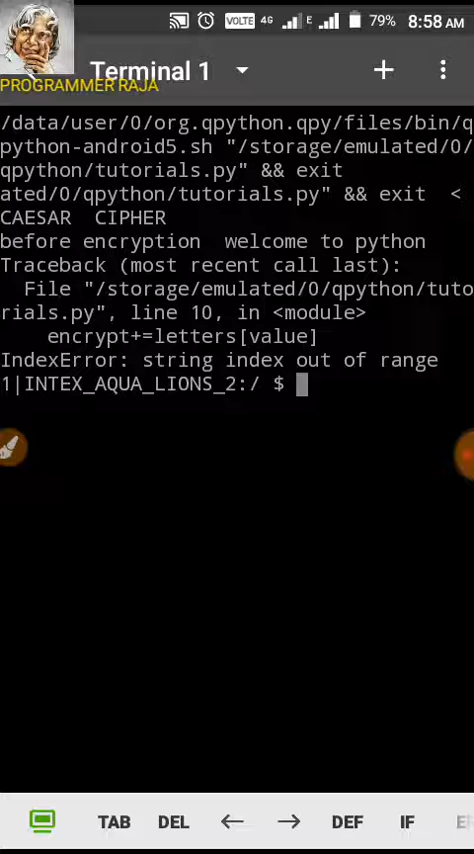 VOLTE 4G E 79% 8:58 AM
Terminal 1
PROGRAMMER RAJA
/data/user/0/org.qpython.qpy/files/bin/q
python-android5.sh "/storage/emulated/0/
qpython/tutorials.py" && exit
ated/0/qpython/tutorials.py" && exit <
CAESAR CIPHER
before encryption welcome to python
Traceback (most recent call last):
File "/storage/emulated/0/qpython/tuto
rials.py", line 10, in <module>
encrypt+=letters[value]
IndexError: string index out of range
1|INTEX_AQUA_LIONS_2:/ $
TAB DEL ← → DEF IF